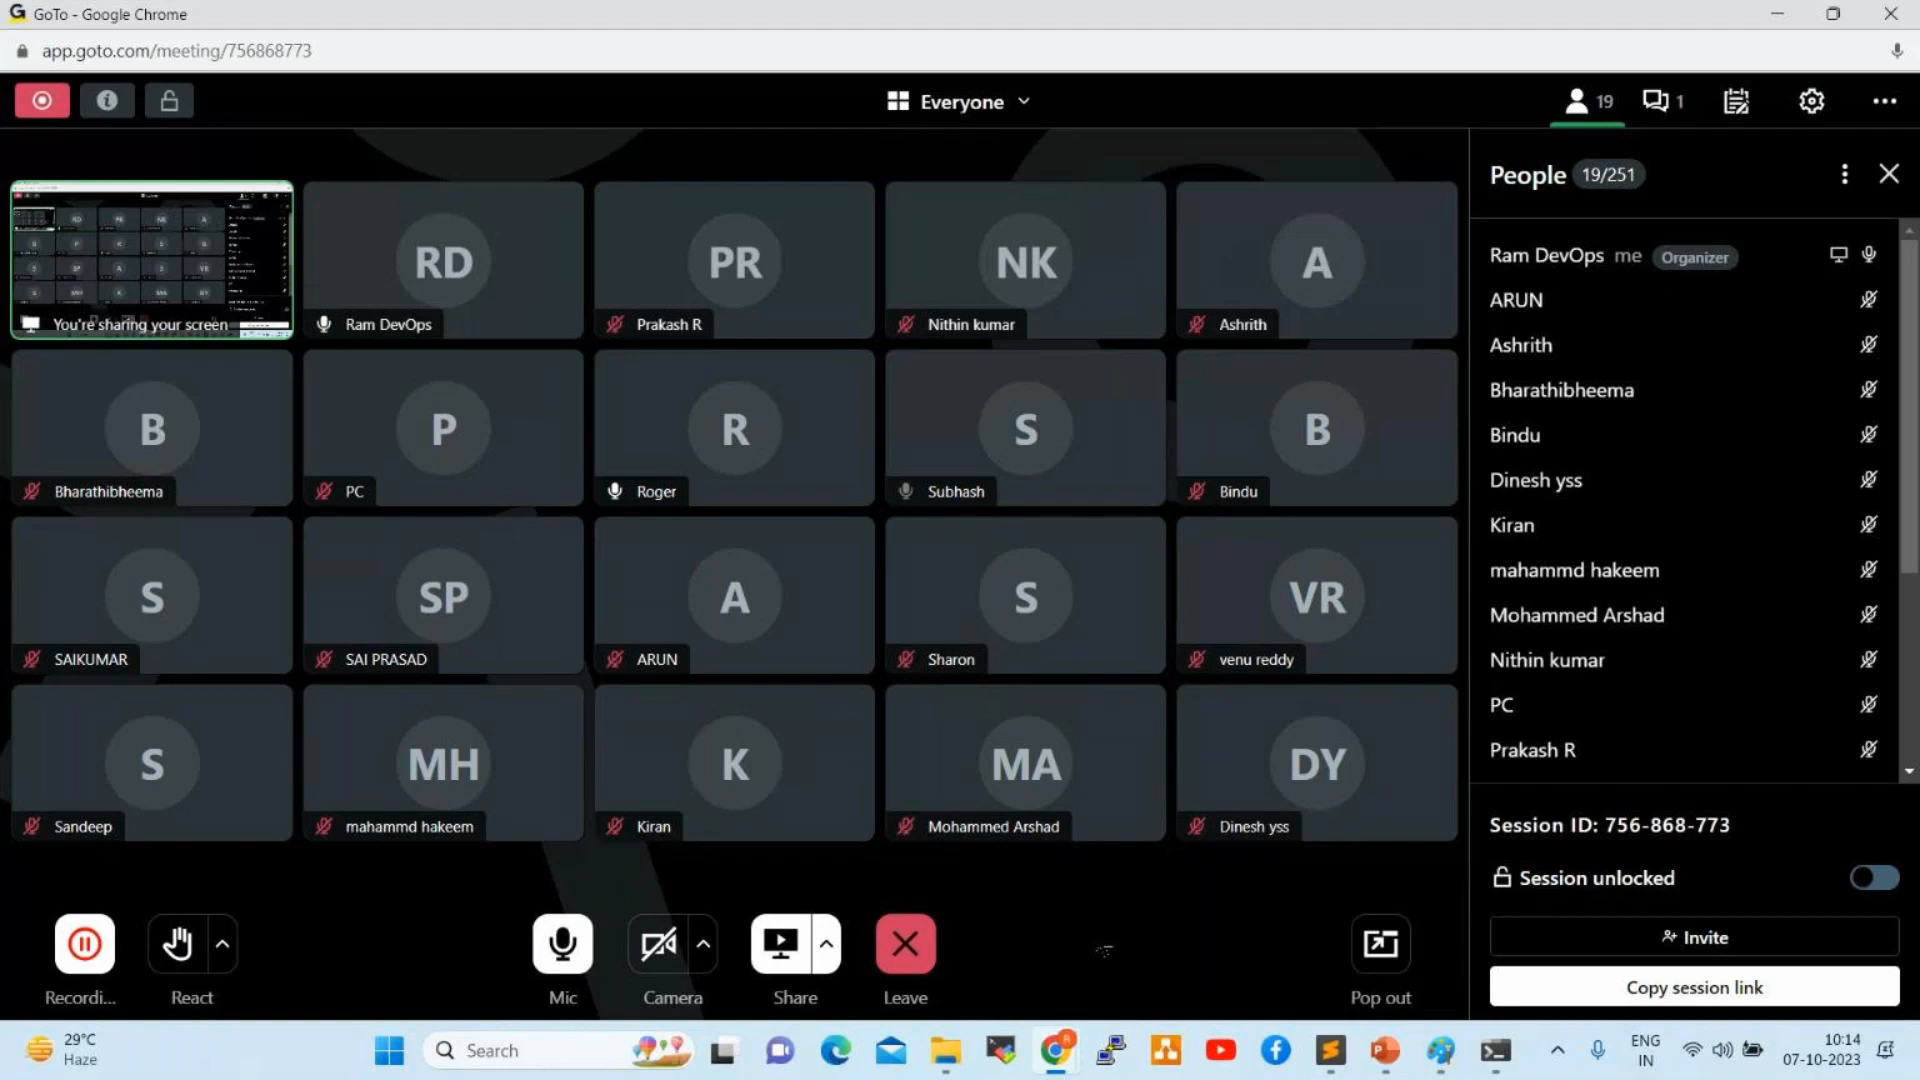 GoTo - Google Chrome
app.goto.com/meeting/756868773
Everyone
19
1
People 19/251
You're sharing your screen
RD
Ram DevOps
PR
Prakash R
NK
Nithin kumar
A
Ashrith
B
Bharathibheema
P
PC
R
Roger
S
Subhash
B
Bindu
S
SAIKUMAR
SP
SAI PRASAD
A
ARUN
S
Sharon
VR
venu reddy
S
Sandeep
MH
mahammd hakeem
K
Kiran
MA
Mohammed Arshad
DY
Dinesh yss
Ram DevOps me Organizer
ARUN
Ashrith
Bharathibheema
Bindu
Dinesh yss
Kiran
mahammd hakeem
Mohammed Arshad
Nithin kumar
PC
Prakash R
Session ID: 756-868-773
Session unlocked
Invite
Copy session link
Recordi...
React
Mic
Camera
Share
Leave
Pop out
29°C
Haze
Search
ENG
IN
10:14
07-10-2023